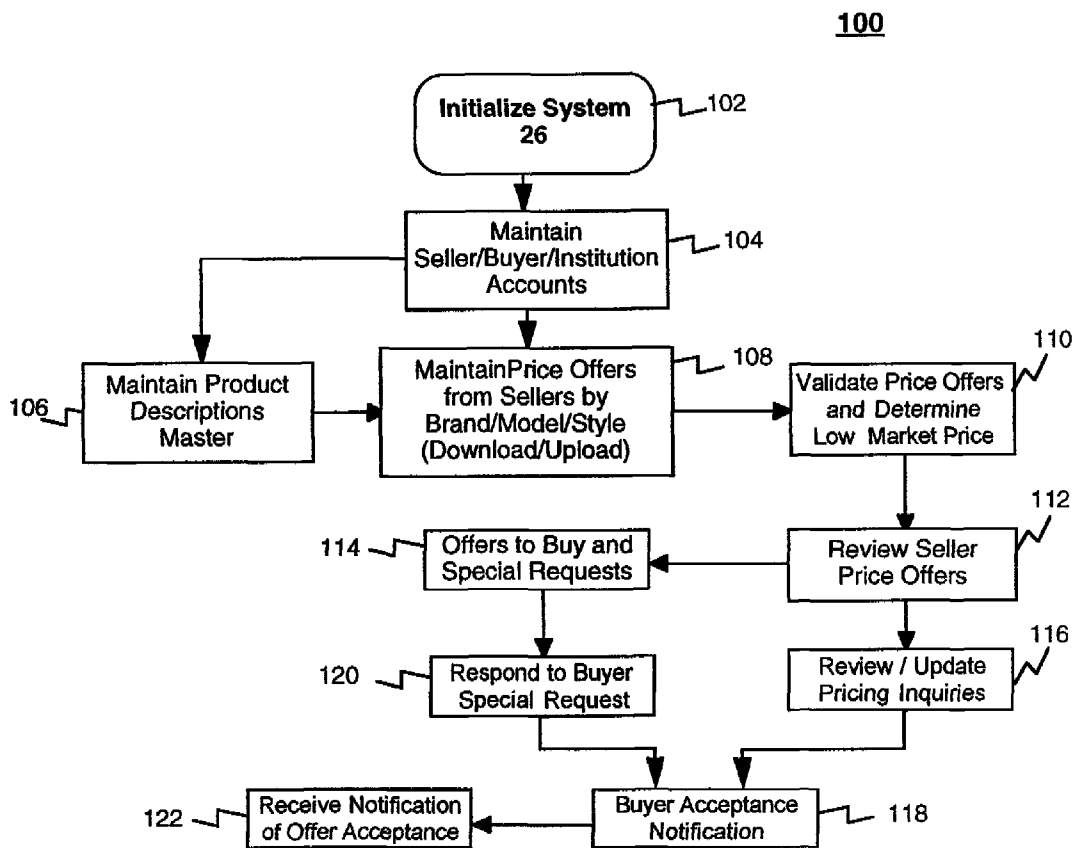 100
Initialize System
26
102
Maintain
Seller/Buyer/Institution
Accounts
104
Maintain Product
Descriptions
Master
106
MaintainPrice Offers
from Sellers by
Brand/Model/Style
(Download/Upload)
108
Validate Price Offers
and Determine
Low Market Price
110
Review Seller
Price Offers
112
114
Offers to Buy and
Special Requests
Review / Update
Pricing Inquiries
116
120
Respond to Buyer
Special Request
122
Receive Notification
of Offer Acceptance
Buyer Acceptance
Notification
118